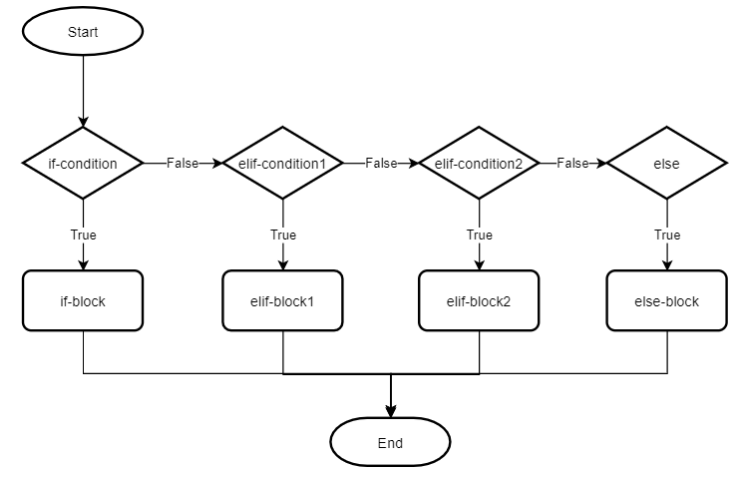 Start
if-condition
False
elif-condition1
False
elif-condition2
False
else
True
True
True
True
if-block
elif-block1
elif-block2
else-block
End